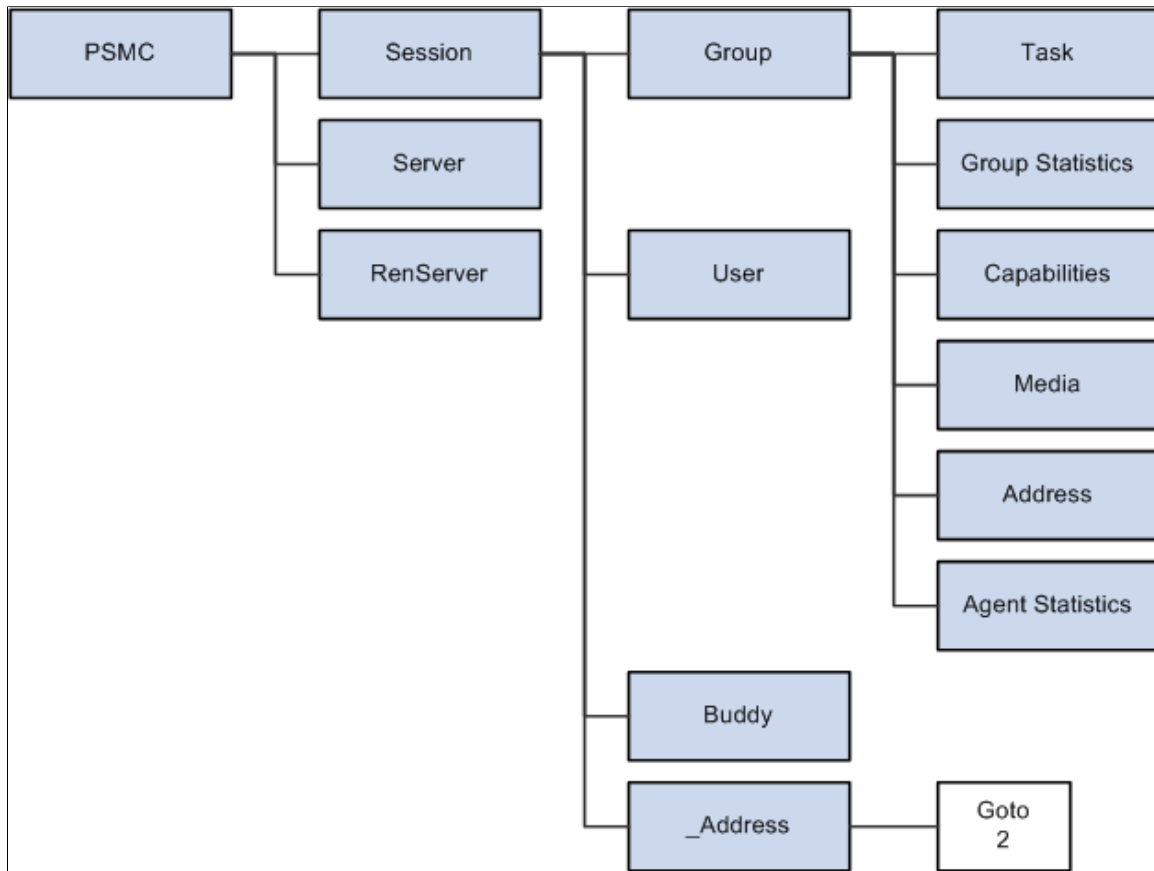 PSMC
Session
Group
Task
Server
Group Statistics
RenServer
User
Capabilities
Media
Address
Agent Statistics
Buddy
_Address
Goto
2